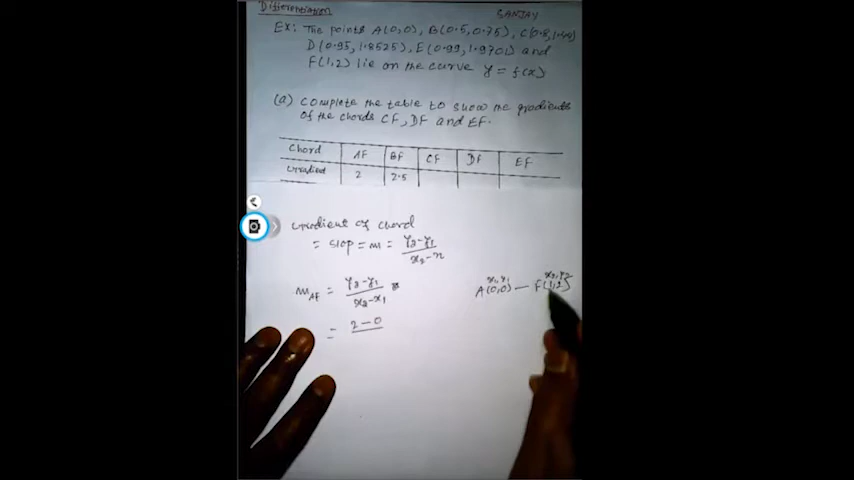 Differentiation
SANJAY
Ex: The points A(0,0), B(0.5,0.75), C(0.8,1.44)
D(0.95,1.8525), E(0.99,1.9701) and
F(1,2) lie on the curve y = f(x)
(a) complete the table to show the gradients
of the chords CF, DF and EF.
Chord AF BF CF DF EF
Gradient 2 2.5
Gradient of chord
= Slop = m = y2-y1
x2-x
mAF = y2-y1
x2-x1
x1,y1 x2,y2
A(0,0) — F(1,2)
= 2-0